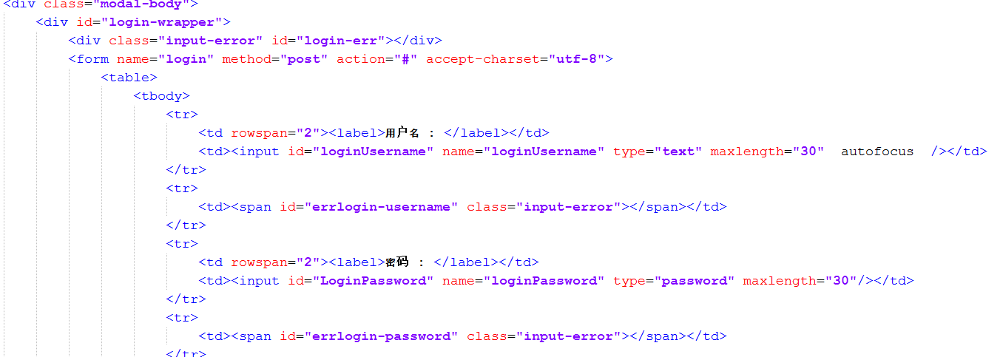 <div class="modal-body">
<div id="login-wrapper">
<div class="input-error" id="login-err"></div>
<form name="login" method="post" action="#" accept-charset="utf-8">
<table>
<tbody>
<tr>
<td rowspan="2"><label>用户名 : </label></td>
<td><input id="loginUsername" name="loginUsername" type="text" maxlength="30"  autofocus  /></td>
</tr>
<tr>
<td><span id="errlogin-username" class="input-error"></span></td>
</tr>
<tr>
<td rowspan="2"><label>密码 : </label></td>
<td><input id="LoginPassword" name="loginPassword" type="password" maxlength="30"/></td>
</tr>
<tr>
<td><span id="errlogin-password" class="input-error"></span></td>
</tr>